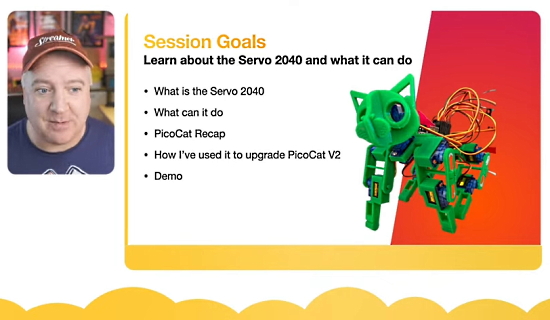 Streamer
Session Goals
Learn about the Servo 2040 and what it can do
• What is the Servo 2040
• What can it do
• PicoCat Recap
• How I've used it to upgrade PicoCat V2
• Demo